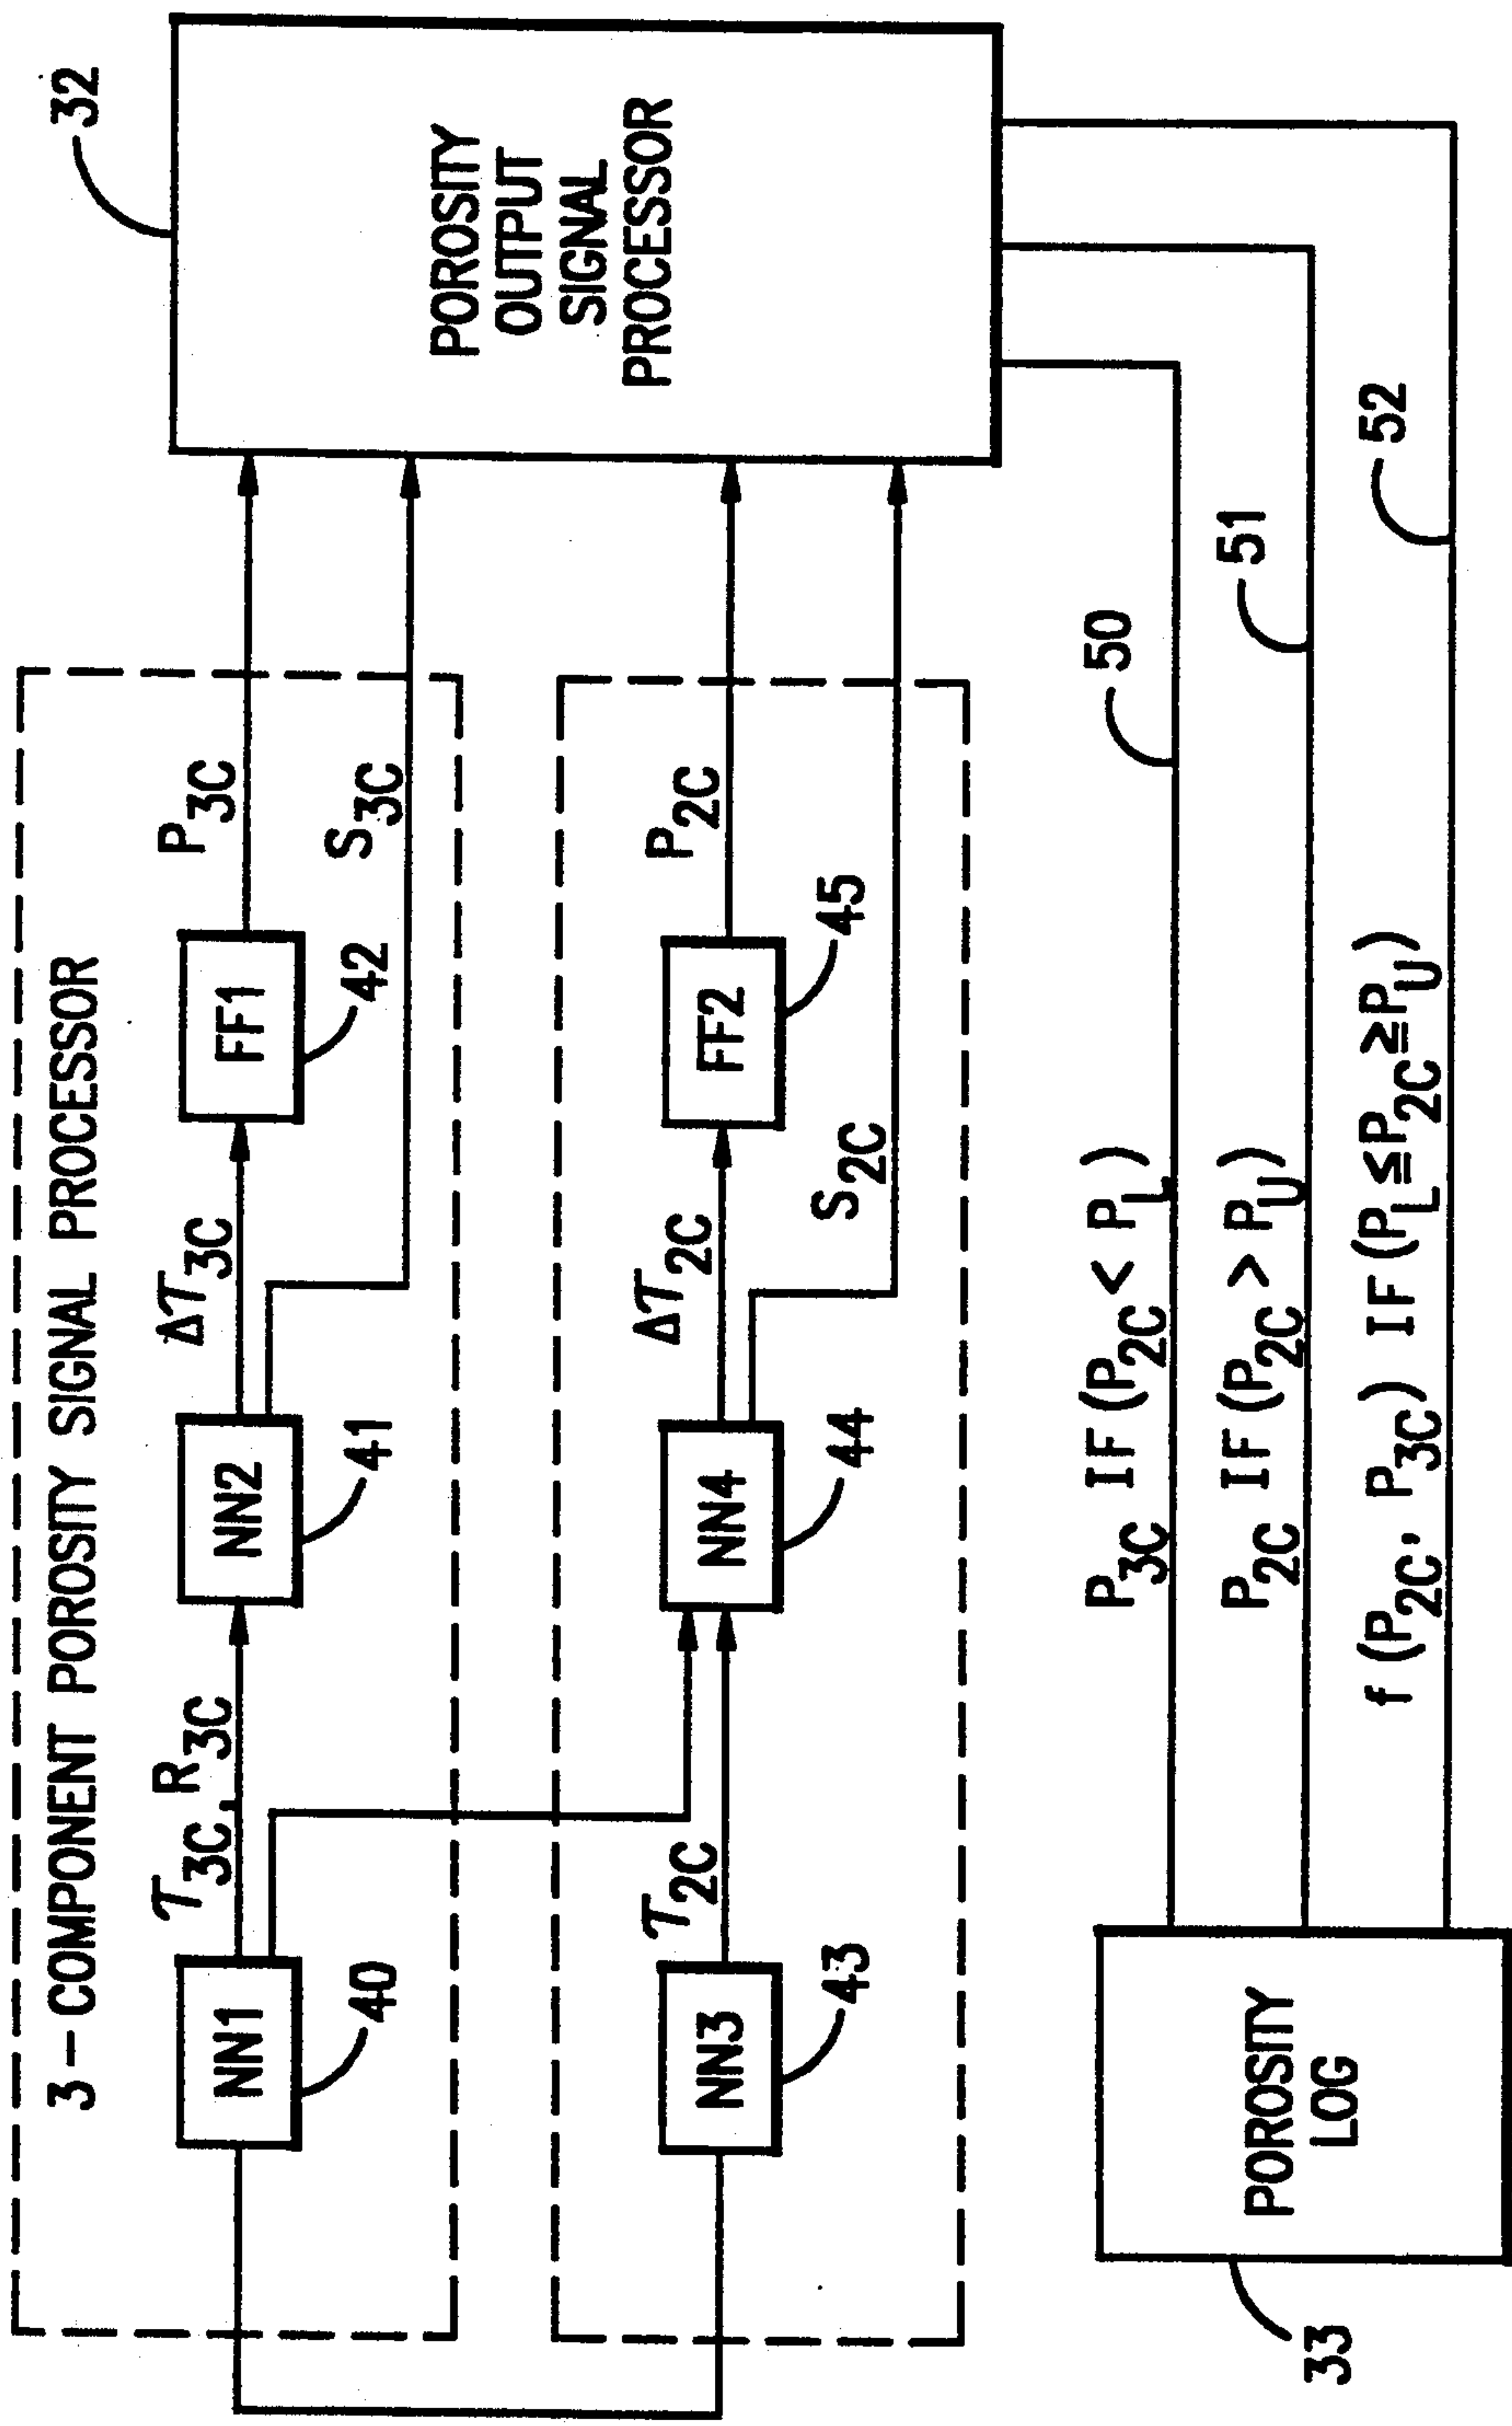 3-COMPONENT POROSITY SIGNAL PROCESSOR
NN1
40
T3C, R3C
NN2
41
ΔT3C
FF1
42
P3C
S3C
NN3
43
T2C
NN4
44
ΔT2C
FF2
45
P2C
S2C
32
POROSITY
OUTPUT
SIGNAL
PROCESSOR
P3C IF (P2C < PL)
50
P2C IF (P2C > PU)
51
f (P2C, P3C) IF (PL ≦ P2C ≧ PU)
52
POROSITY
LOG
33